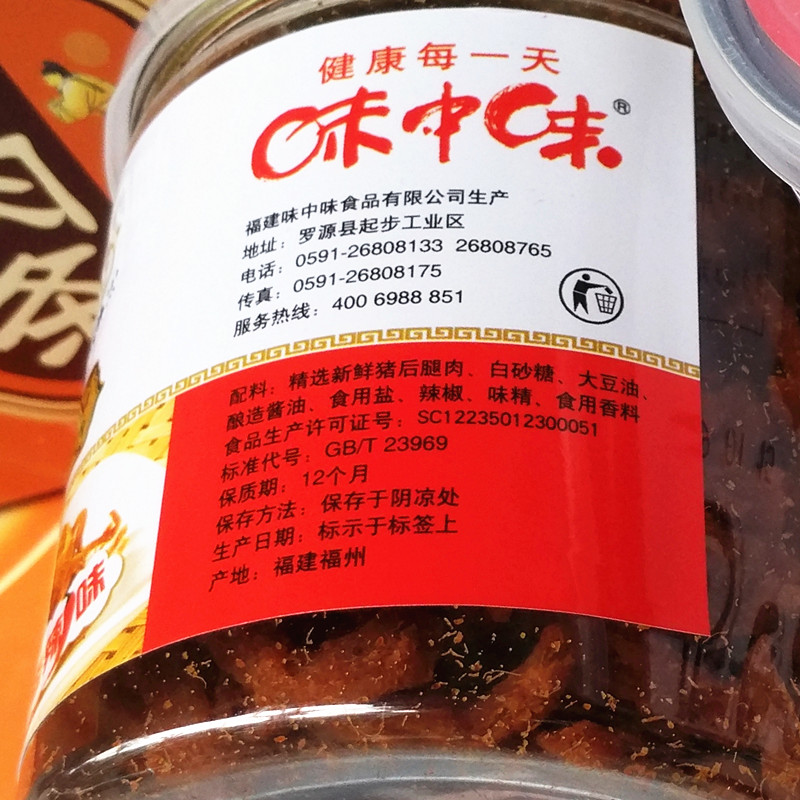 健康每一天
味中味®
福建味中味食品有限公司生产
地址：罗源县起步工业区
电话：0591-26808133 26808765
传真：0591-26808175
服务热线：400 6988 851
配料：精选新鲜猪后腿肉、白砂糖、大豆油、
酿造酱油、食用盐、辣椒、味精、食用香料
食品生产许可证号：SC12235012300051
标准代号：GB/T 23969
保质期：12个月
保存方法：保存于阴凉处
生产日期：标示于标签上
产地：福建福州
味